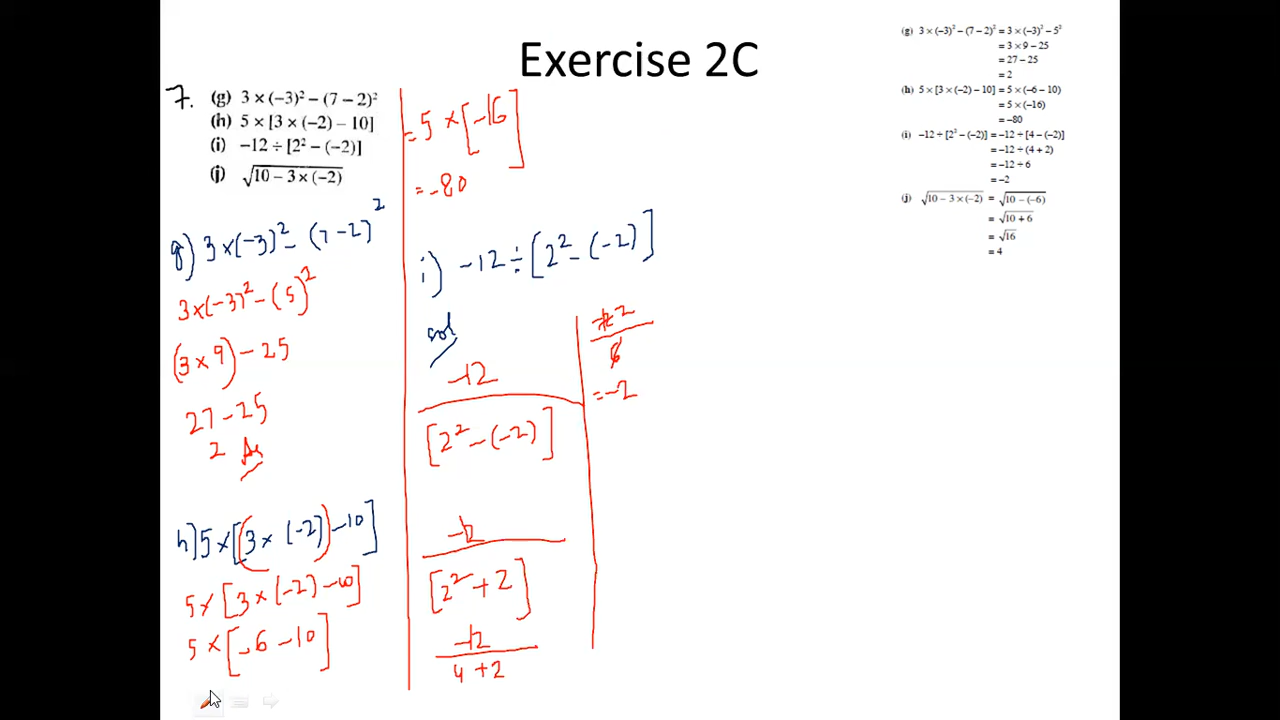 Exercise 2C
7.
(g) 3 × (−3)² − (7 − 2)²
(h) 5 × [3 × (−2) − 10]
(i) −12 ÷ [2² − (−2)]
(j) √(10 − 3 × (−2))
g) 3 × (−3)² − (7 − 2)²
3 × (−3)² − (5)²
(3 × 9) − 25
27 − 25
2 As
h) 5 × [(3 × (−2)) − 10]
5 × [3 × (−2) − 10]
5 × [−6 − 10]
= 5 × [−16]
= −80
i) −12 ÷ [2² − (−2)]
sol
−12
[2² − (−2)]
−12
[2² + 2]
−12
4 + 2
−12
6
= −2
(g) 3 × (−3)² − (7 − 2)² = 3 × (−3)² − 5²
= 3 × 9 − 25
= 27 − 25
= 2
(h) 5 × [3 × (−2) − 10] = 5 × (−6 − 10)
= 5 × (−16)
= −80
(i) −12 ÷ [2² − (−2)] = −12 ÷ [4 − (−2)]
= −12 ÷ (4 + 2)
= −12 ÷ 6
= −2
(j) √(10 − 3 × (−2)) = √(10 − (−6))
= √(10 + 6)
= √16
= 4